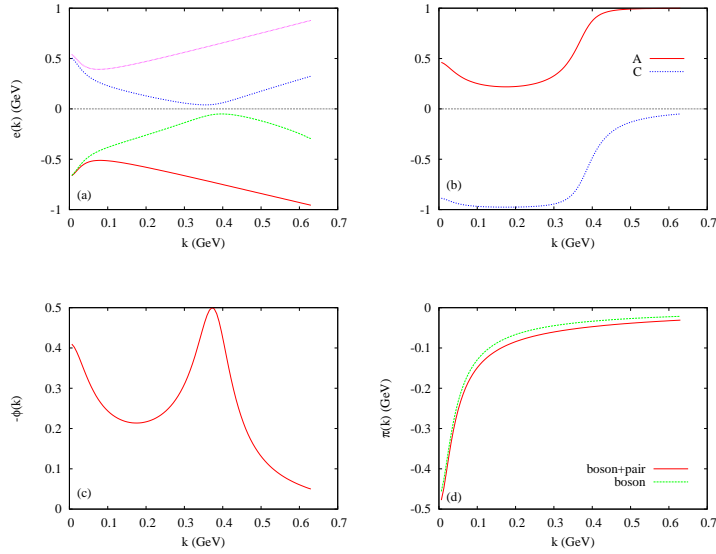 1
0.5
0
-0.5
-1
e(k) (GeV)
(a)
0 0.1 0.2 0.3 0.4 0.5 0.6 0.7
k (GeV)
1
0.5
0
-0.5
-1
A
C
(b)
0 0.1 0.2 0.3 0.4 0.5 0.6 0.7
k (GeV)
0.5
0.4
0.3
0.2
0.1
0
-ϕ(k)
(c)
0 0.1 0.2 0.3 0.4 0.5 0.6 0.7
k (GeV)
0
-0.1
-0.2
-0.3
-0.4
-0.5
π(k) (GeV)
boson+pair
boson
(d)
0 0.1 0.2 0.3 0.4 0.5 0.6 0.7
k (GeV)